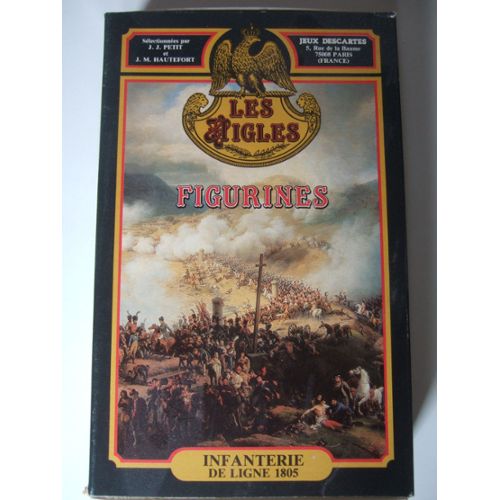 Sélectionnées par
J. J. PETIT
et
J. M. HAUTEFORT
JEUX DESCARTES
5, Rue de la Baume
75008 PARIS
(FRANCE)
LES
AIGLES
FIGURINES
INFANTERIE
DE LIGNE 1805